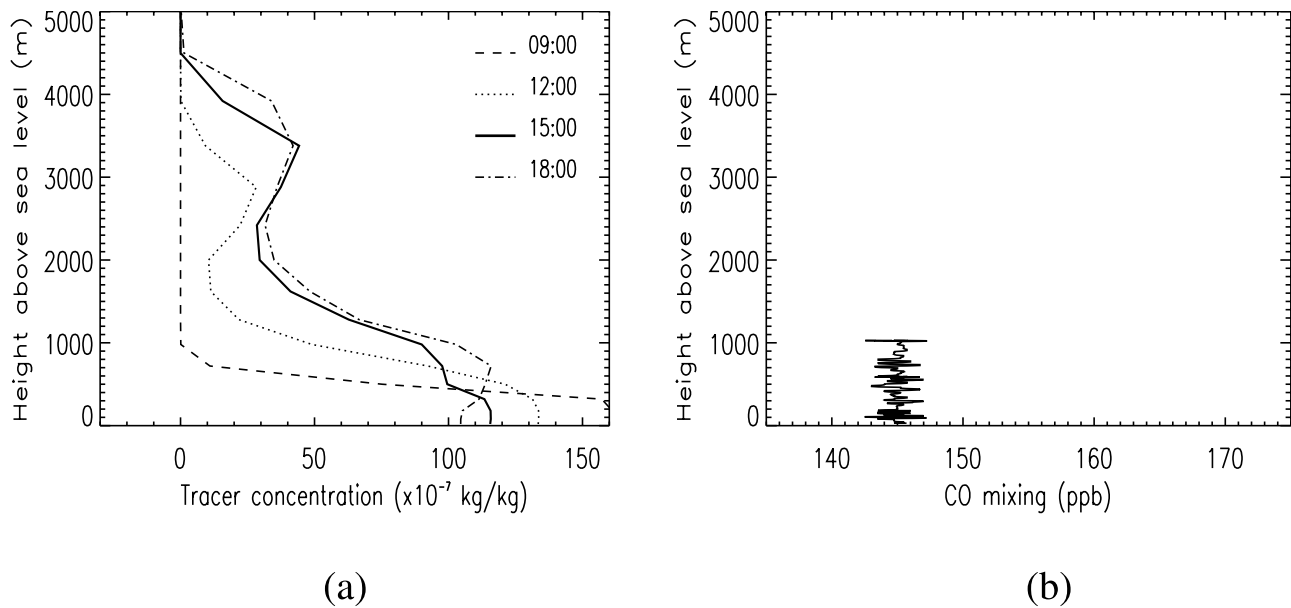 5000
4000
3000
2000
1000
0
Height above sea level (m)
09:00
12:00
15:00
18:00
0 50 100 150
Tracer concentration (x10⁻⁷ kg/kg)
(a)
5000
4000
3000
2000
1000
0
Height above sea level (m)
140 150 160 170
CO mixing (ppb)
(b)